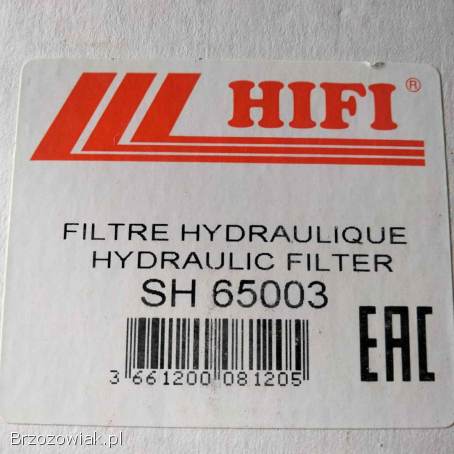 HIFI®
FILTRE HYDRAULIQUE
HYDRAULIC FILTER
SH 65003
3 661200 081205
EAC
Brzozowiak.pl